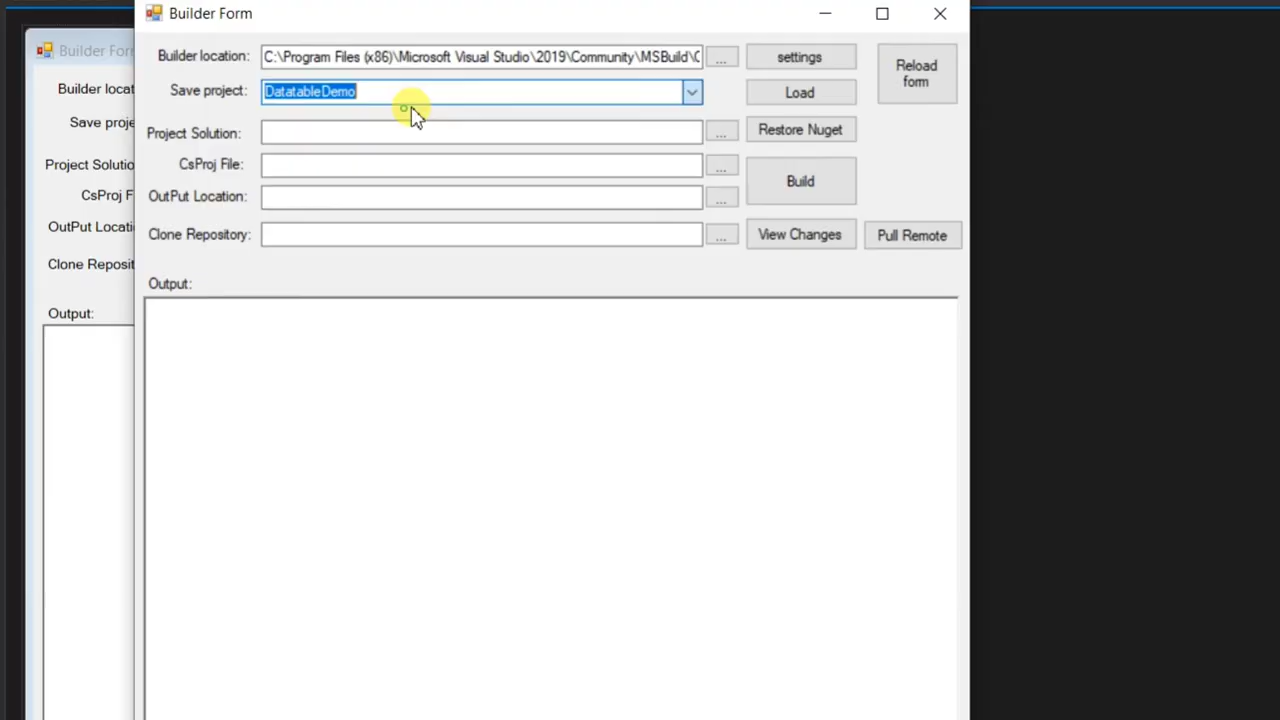 Builder Form
Builder location: C:\Program Files (x86)\Microsoft Visual Studio\2019\Community\MSBuild\C ... settings
Reload form
Save project: DatatableDemo Load
Project Solution: ... Restore Nuget
CsProj File: ...
Build
OutPut Location: ...
Clone Repository: ... View Changes Pull Remote
Output:
Builder For
Builder locat
Save proje
Project Solutio
CsProj F
OutPut Locati
Clone Reposit
Output: